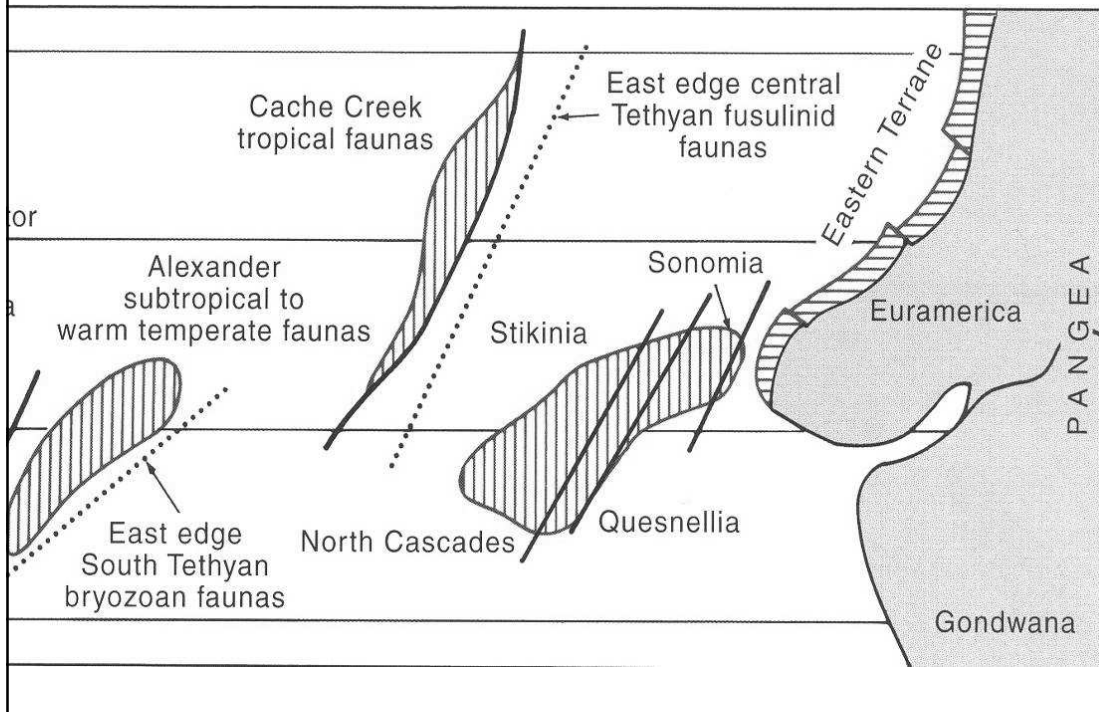 Cache Creek
tropical faunas
East edge central
Tethyan fusulinid
faunas
Eastern Terrane
tor
Alexander
subtropical to
warm temperate faunas
a
Stikinia
Sonomia
Euramerica
PANGEA
North Cascades
Quesnellia
East edge
South Tethyan
bryozoan faunas
Gondwana